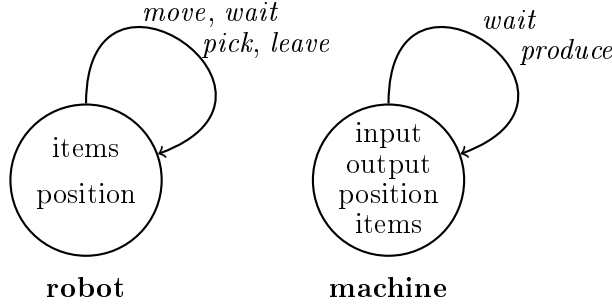 move, wait
pick, leave
items
position
robot
wait
produce
input
output
position
items
machine